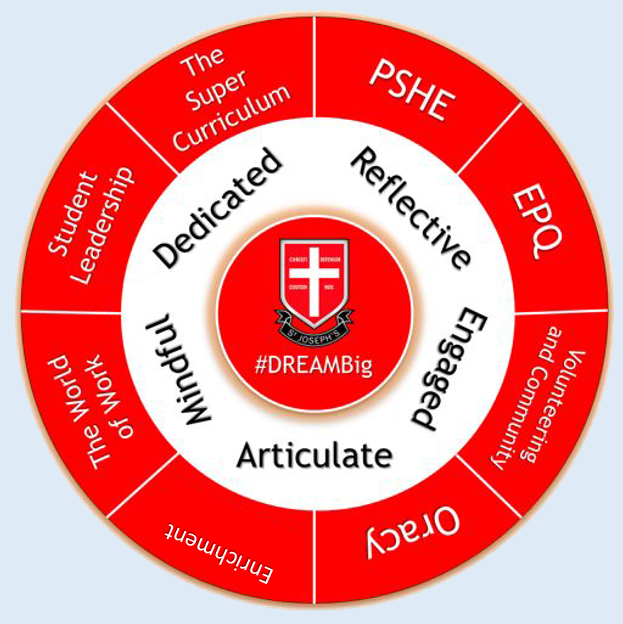 The
Super
Curriculum
PSHE
EPQ
Volunteering
and Community
Oracy
Enrichment
The World
of Work
Student
Leadership
Dedicated
Reflective
Engaged
Articulate
Mindful
ST JOSEPH'S
#DREAMBig